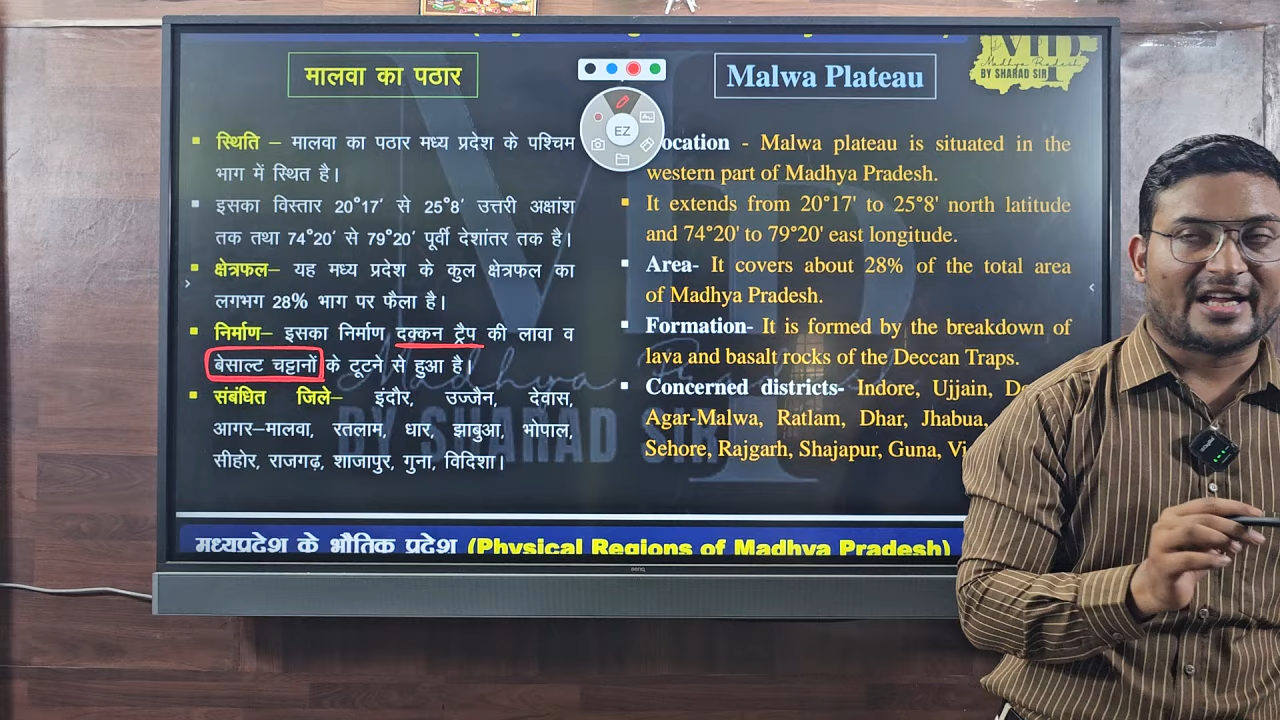 मालवा का पठार
स्थिति – मालवा का पठार मध्य प्रदेश के पश्चिम
भाग में स्थित है।
इसका विस्तार 20°17' से 25°8' उत्तरी अक्षांश
तक तथा 74°20' से 79°20' पूर्वी देशांतर तक है।
क्षेत्रफल– यह मध्य प्रदेश के कुल क्षेत्रफल का
लगभग 28% भाग पर फैला है।
निर्माण– इसका निर्माण दक्कन ट्रैप की लावा व
बेसाल्ट चट्टानों के टूटने से हुआ है।
संबंधित जिले– इंदौर, उज्जैन, देवास,
आगर–मालवा, रतलाम, धार, झाबुआ, भोपाल,
सीहोर, राजगढ़, शाजापुर, गुना, विदिशा।
EZ
Malwa Plateau
MP
Madhya Pradesh
BY SHARAD SIR
ocation - Malwa plateau is situated in the
western part of Madhya Pradesh.
It extends from 20°17' to 25°8' north latitude
and 74°20' to 79°20' east longitude.
Area- It covers about 28% of the total area
of Madhya Pradesh.
Formation- It is formed by the breakdown of
lava and basalt rocks of the Deccan Traps.
Concerned districts- Indore, Ujjain,
Agar-Malwa, Ratlam, Dhar, Jhabua,
Sehore, Rajgarh, Shajapur, Guna,
BY SHARAD SIR
मध्यप्रदेश के भौतिक प्रदेश (Physical Regions of Madhya Pradesh)
BenQ